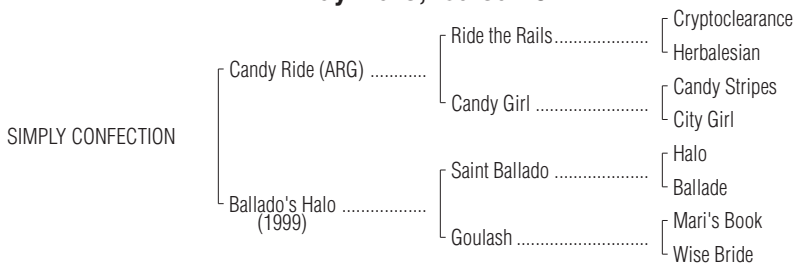 Cryptoclearance
Ride the Rails....................
Herbalesian
Candy Ride (ARG) ............
Candy Stripes
Candy Girl ........................
City Girl
SIMPLY CONFECTION
Halo
Saint Ballado ....................
Ballade
Ballado's Halo ..................
(1999)
Mari's Book
Goulash ............................
Wise Bride